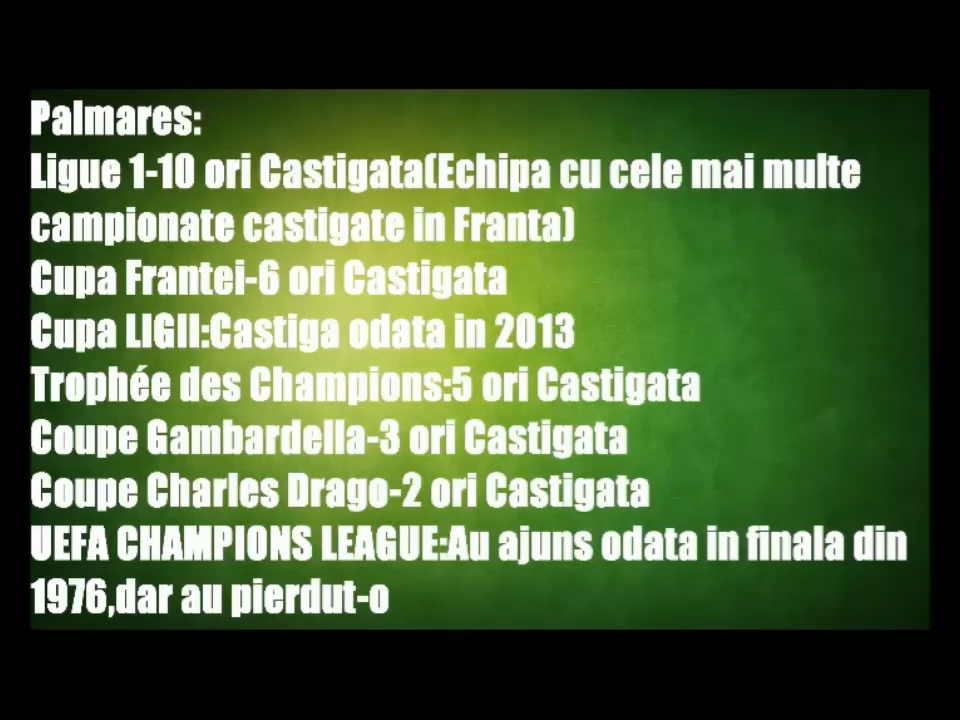 Palmares:
Ligue 1-10 ori Castigata(Echipa cu cele mai multe
campionate castigate in Franta)
Cupa Frantei-6 ori Castigata
Cupa LIGII:Castiga odata in 2013
Trophée des Champions:5 ori Castigata
Coupe Gambardella-3 ori Castigata
Coupe Charles Drago-2 ori Castigata
UEFA CHAMPIONS LEAGUE:Au ajuns odata in finala din
1976,dar au pierdut-o